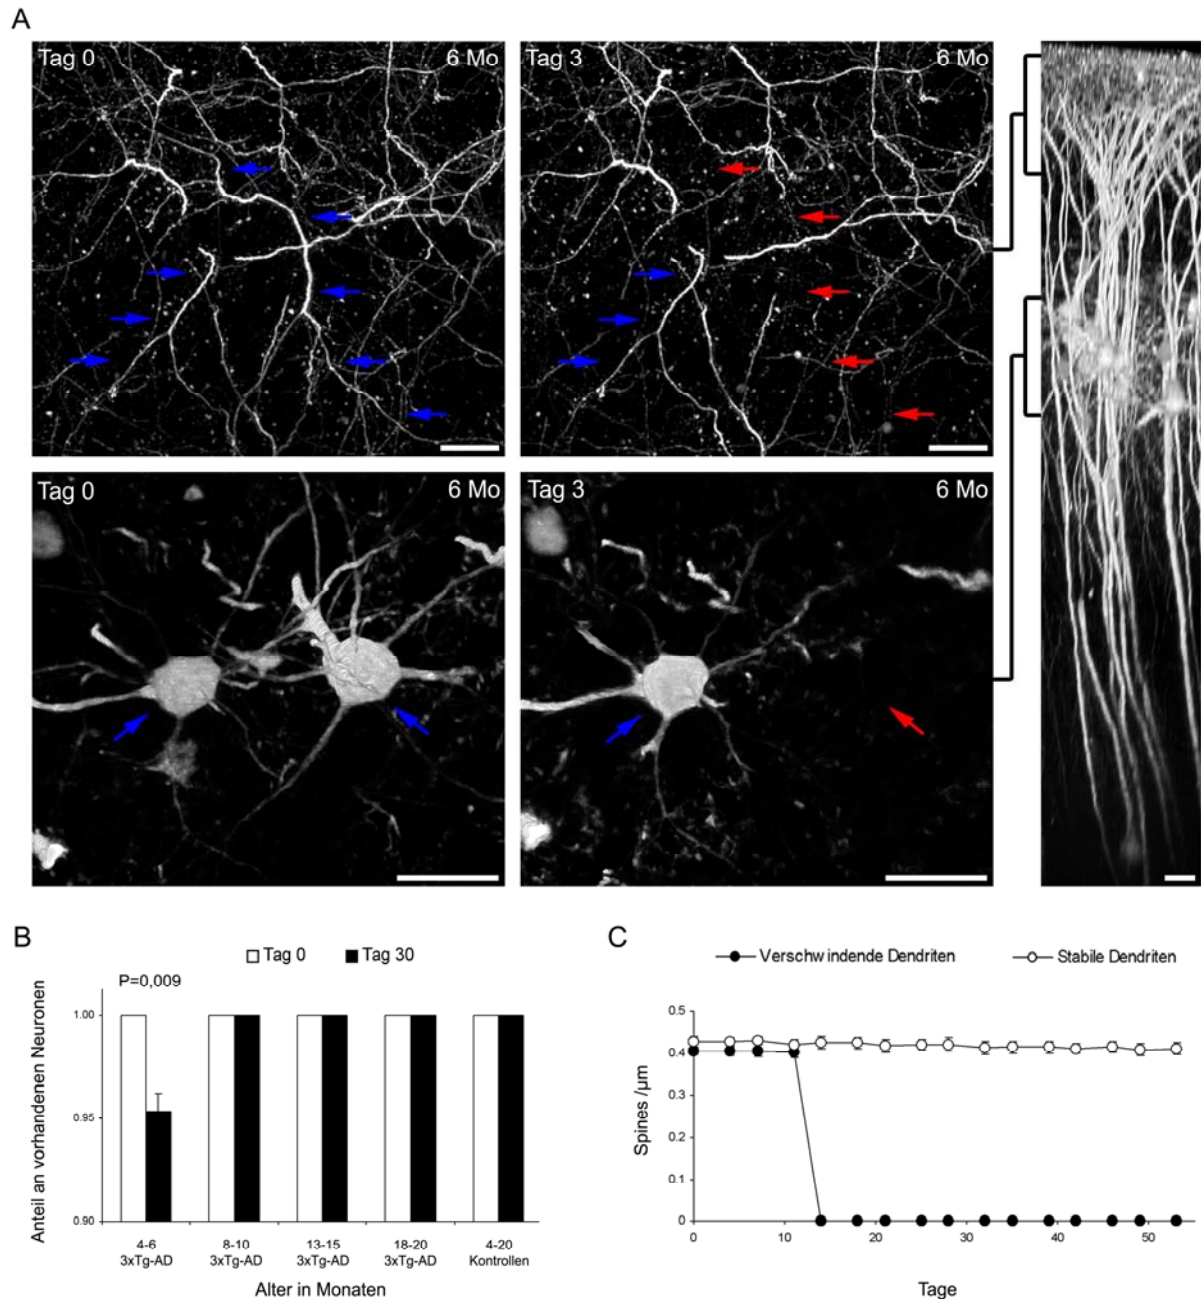 A
Tag 0 6 Mo
Tag 3 6 Mo
Tag 0 6 Mo
Tag 3 6 Mo
B
Tag 0 Tag 30
P=0,009
Anteil an vorhandenen Neuronen
1.00
0.95
0.90
4-6 8-10 13-15 18-20 4-20
3xTg-AD 3xTg-AD 3xTg-AD 3xTg-AD Kontrollen
Alter in Monaten
C
Verschwindende Dendriten Stabile Dendriten
Spines /µm
0.5
0.4
0.3
0.2
0.1
0
0 10 20 30 40 50
Tage